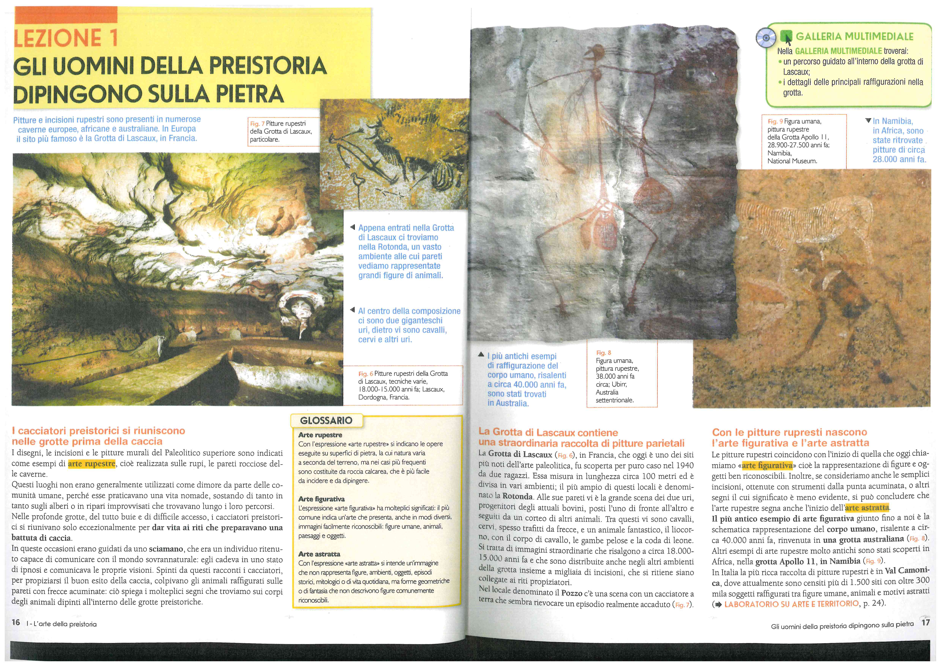 LEZIONE 1
GLI UOMINI DELLA PREISTORIA
DIPINGONO SULLA PIETRA
Pitture e incisioni rupestri sono presenti in numerose
caverne europee, africane e australiane. In Europa
il sito più famoso è la Grotta di Lascaux, in Francia.
Fig. 7 Pitture rupestri
della Grotta di Lascaux,
particolare.
Appena entrati nella Grotta
di Lascaux ci troviamo
nella Rotonda, un vasto
ambiente alle cui pareti
vediamo rappresentate
grandi figure di animali.
Al centro della composizione
ci sono due giganteschi
uri, dietro vi sono cavalli,
cervi e altri uri.
Fig. 6 Pitture rupestri della Grotta
di Lascaux, tecniche varie,
18.000-15.000 anni fa; Lascaux,
Dordogna, Francia.
I cacciatori preistorici si riuniscono
nelle grotte prima della caccia
I disegni, le incisioni e le pitture murali del Paleolitico superiore sono indicati
come esempi di arte rupestre, cioè realizzata sulle rupi, le pareti rocciose del-
le caverne.
Questi luoghi non erano generalmente utilizzati come dimore da parte delle co-
munità umane, perché esse praticavano una vita nomade, sostando di tanto in
tanto sugli alberi o in ripari improvvisati che trovavano lungo i loro percorsi.
Nelle profonde grotte, del tutto buie e di difficile accesso, i cacciatori preistori-
ci si riunivano solo eccezionalmente per dar vita ai riti che preparavano una
battuta di caccia.
In queste occasioni erano guidati da uno sciamano, che era un individuo ritenu-
to capace di comunicare con il mondo sovrannaturale: egli cadeva in uno stato
di ipnosi e comunicava le proprie visioni. Spinti da questi racconti i cacciatori,
per propiziarsi il buon esito della caccia, colpivano gli animali raffigurati sulle
pareti con frecce acuminate: ciò spiega i molteplici segni che troviamo sui corpi
degli animali dipinti all'interno delle grotte preistoriche.
GLOSSARIO
Arte rupestre
Con l'espressione «arte rupestre» si indicano le opere
eseguite su superfici di pietra, la cui natura varia
a seconda del terreno, ma nei casi più frequenti
sono costituite da roccia calcarea, che è più facile
da incidere e da dipingere.
Arte figurativa
L'espressione «arte figurativa» ha molteplici significati: il più
comune indica un'arte che presenta, anche in modi diversi,
immagini facilmente riconoscibili: figure umane, animali,
paesaggi e oggetti.
Arte astratta
Con l'espressione «arte astratta» si intende un'immagine
che non rappresenta figure, ambienti, oggetti, episodi
storici, mitologici o di vita quotidiana, ma forme geometriche
o di fantasia che non descrivono figure comunemente
riconoscibili.
16 I - L'arte della preistoria
GALLERIA MULTIMEDIALE
Nella GALLERIA MULTIMEDIALE troverai:
• un percorso guidato all'interno della grotta di
Lascaux;
• i dettagli delle principali raffigurazioni nella
grotta.
Fig. 9 Figura umana,
pittura rupestre
della Grotta Apollo 11,
28.900-27.500 anni fa;
Namibia,
National Museum.
In Namibia,
in Africa, sono
state ritrovate
pitture di circa
28.000 anni fa.
I più antichi esempi
di raffigurazione del
corpo umano, risalenti
a circa 40.000 anni fa,
sono stati trovati
in Australia.
Fig. 8
Figura umana,
pittura rupestre,
38.000 anni fa
circa; Ubirr,
Australia
settentrionale.
La Grotta di Lascaux contiene
una straordinaria raccolta di pitture parietali
La Grotta di Lascaux (Fig. 6), in Francia, che oggi è uno dei siti
più noti dell'arte paleolitica, fu scoperta per puro caso nel 1940
da due ragazzi. Essa misura in lunghezza circa 100 metri ed è
divisa in vari ambienti; il più ampio di questi locali è denomi-
nato la Rotonda. Alle sue pareti vi è la grande scena dei due uri,
progenitori degli attuali bovini, posti l'uno di fronte all'altro e
seguiti da un corteo di altri animali. Tra questi vi sono cavalli,
cervi, spesso trafitti da frecce, e un animale fantastico, il liocor-
no, con il corpo di cavallo, le gambe pelose e la coda di leone.
Si tratta di immagini straordinarie che risalgono a circa 18.000-
15.000 anni fa e che sono distribuite anche negli altri ambienti
della grotta insieme a migliaia di incisioni, che si ritiene siano
collegate ai riti propiziatori.
Nel locale denominato il Pozzo c'è una scena con un cacciatore a
terra che sembra rievocare un episodio realmente accaduto (Fig. 7).
Con le pitture rupresti nascono
l'arte figurativa e l'arte astratta
Le pitture rupestri coincidono con l'inizio di quella che oggi chia-
miamo «arte figurativa» cioè la rappresentazione di figure e og-
getti ben riconoscibili. Inoltre, se consideriamo anche le semplici
incisioni, ottenute con strumenti dalla punta acuminata, o altri
segni il cui significato è meno evidente, si può concludere che
l'arte rupestre segna anche l'inizio dell'arte astratta.
Il più antico esempio di arte figurativa giunto fino a noi è la
schematica rappresentazione del corpo umano, risalente a cir-
ca 40.000 anni fa, rinvenuta in una grotta australiana (Fig. 8).
Altri esempi di arte rupestre molto antichi sono stati scoperti in
Africa, nella grotta Apollo 11, in Namibia (Fig. 9).
In Italia la più ricca raccolta di pitture rupestri è in Val Camoni-
ca, dove attualmente sono censiti più di 1.500 siti con oltre 300
mila soggetti raffigurati tra figure umane, animali e motivi astratti
(➡ LABORATORIO SU ARTE E TERRITORIO, p. 24).
Gli uomini della preistoria dipingono sulla pietra 17